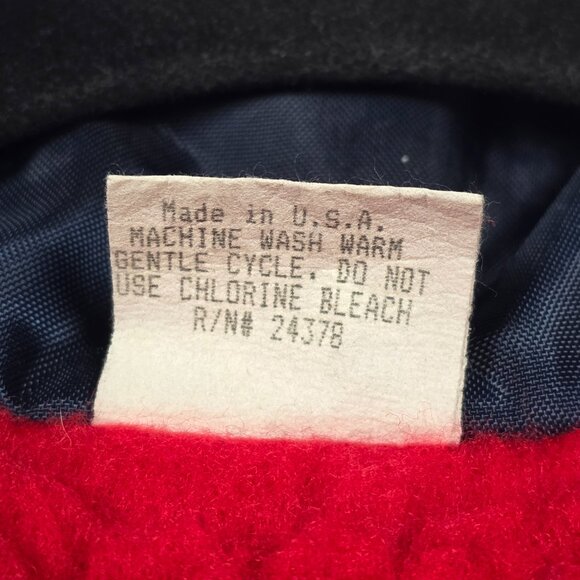 Made in U.S.A.
MACHINE WASH WARM
GENTLE CYCLE. DO NOT
USE CHLORINE BLEACH
R/N# 24378